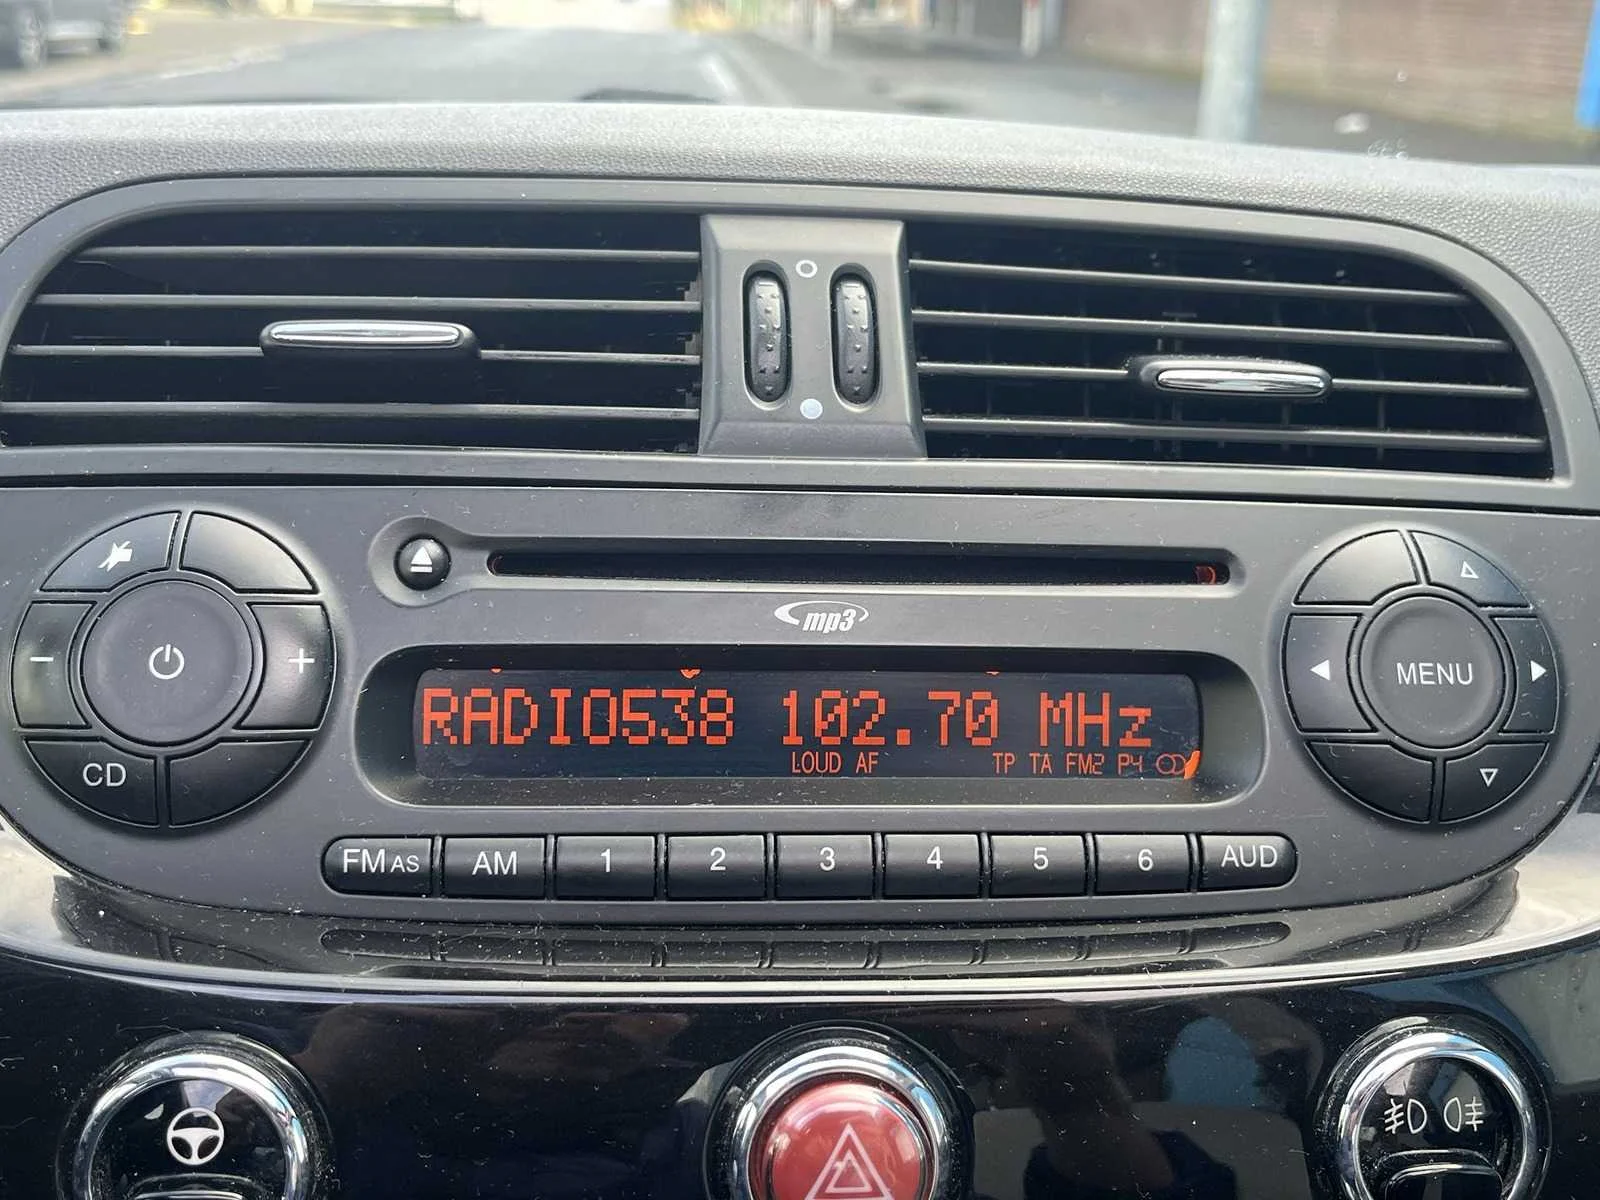 mp3
RADIO538 102.70 MHz
LOUD AF TP TA FM2 P4
MENU
CD
FM AS AM 1 2 3 4 5 6 AUD